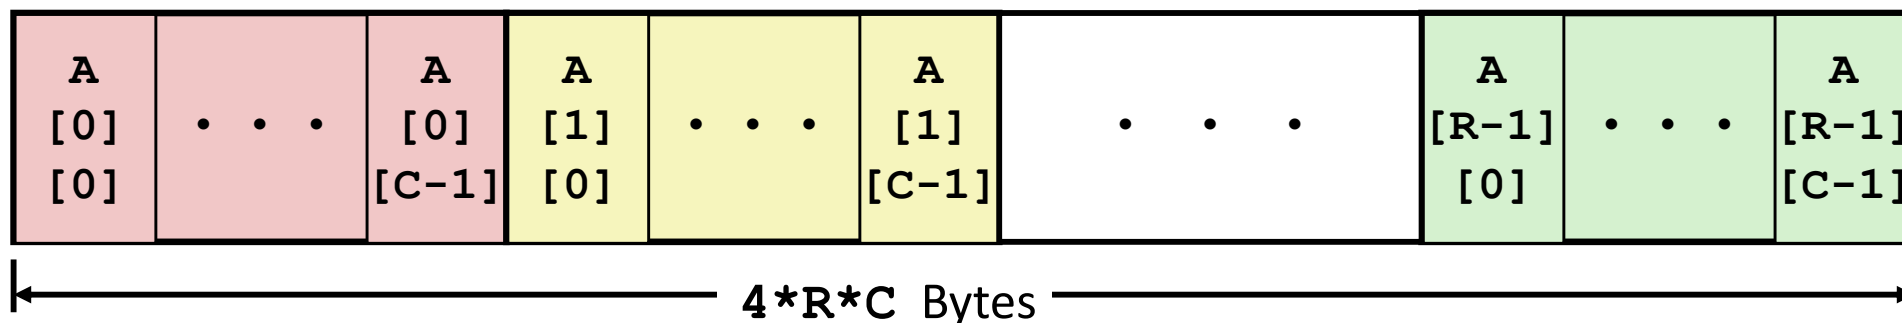 A [0] [0]
. . .
A [0] [C-1]
A [1] [0]
. . .
A [1] [C-1]
. . .
A [R-1] [0]
. . .
A [R-1] [C-1]
4*R*C Bytes